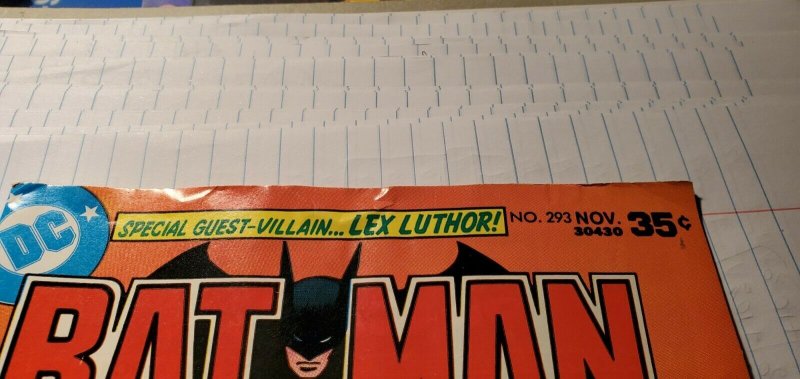 DC
SPECIAL GUEST-VILLAIN... LEX LUTHOR! NO. 293 NOV. 35¢
30430
BATMAN